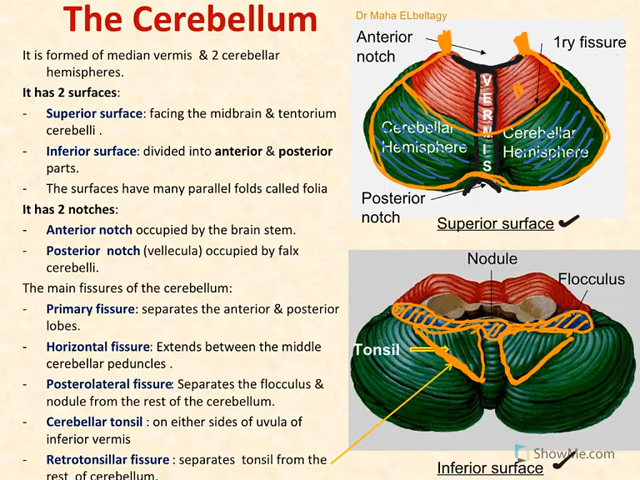 The Cerebellum
Dr Maha ELbeltagy
It is formed of median vermis & 2 cerebellar
hemispheres.
It has 2 surfaces:
- Superior surface: facing the midbrain & tentorium
cerebelli .
- Inferior surface: divided into anterior & posterior
parts.
- The surfaces have many parallel folds called folia
It has 2 notches:
- Anterior notch occupied by the brain stem.
- Posterior notch (vellecula) occupied by falx
cerebelli.
The main fissures of the cerebellum:
- Primary fissure: separates the anterior & posterior
lobes.
- Horizontal fissure: Extends between the middle
cerebellar peduncles .
- Posterolateral fissure: Separates the flocculus &
nodule from the rest of the cerebellum.
- Cerebellar tonsil : on either sides of uvula of
inferior vermis
- Retrotonsillar fissure : separates tonsil from the
rest of cerebellum.
Anterior
notch
1ry fissure
VERMIS
Cerebellar
Hemisphere
Cerebellar
Hemisphere
Posterior
notch
Superior surface
Nodule
Flocculus
Tonsil
ShowMe.com
Inferior surface